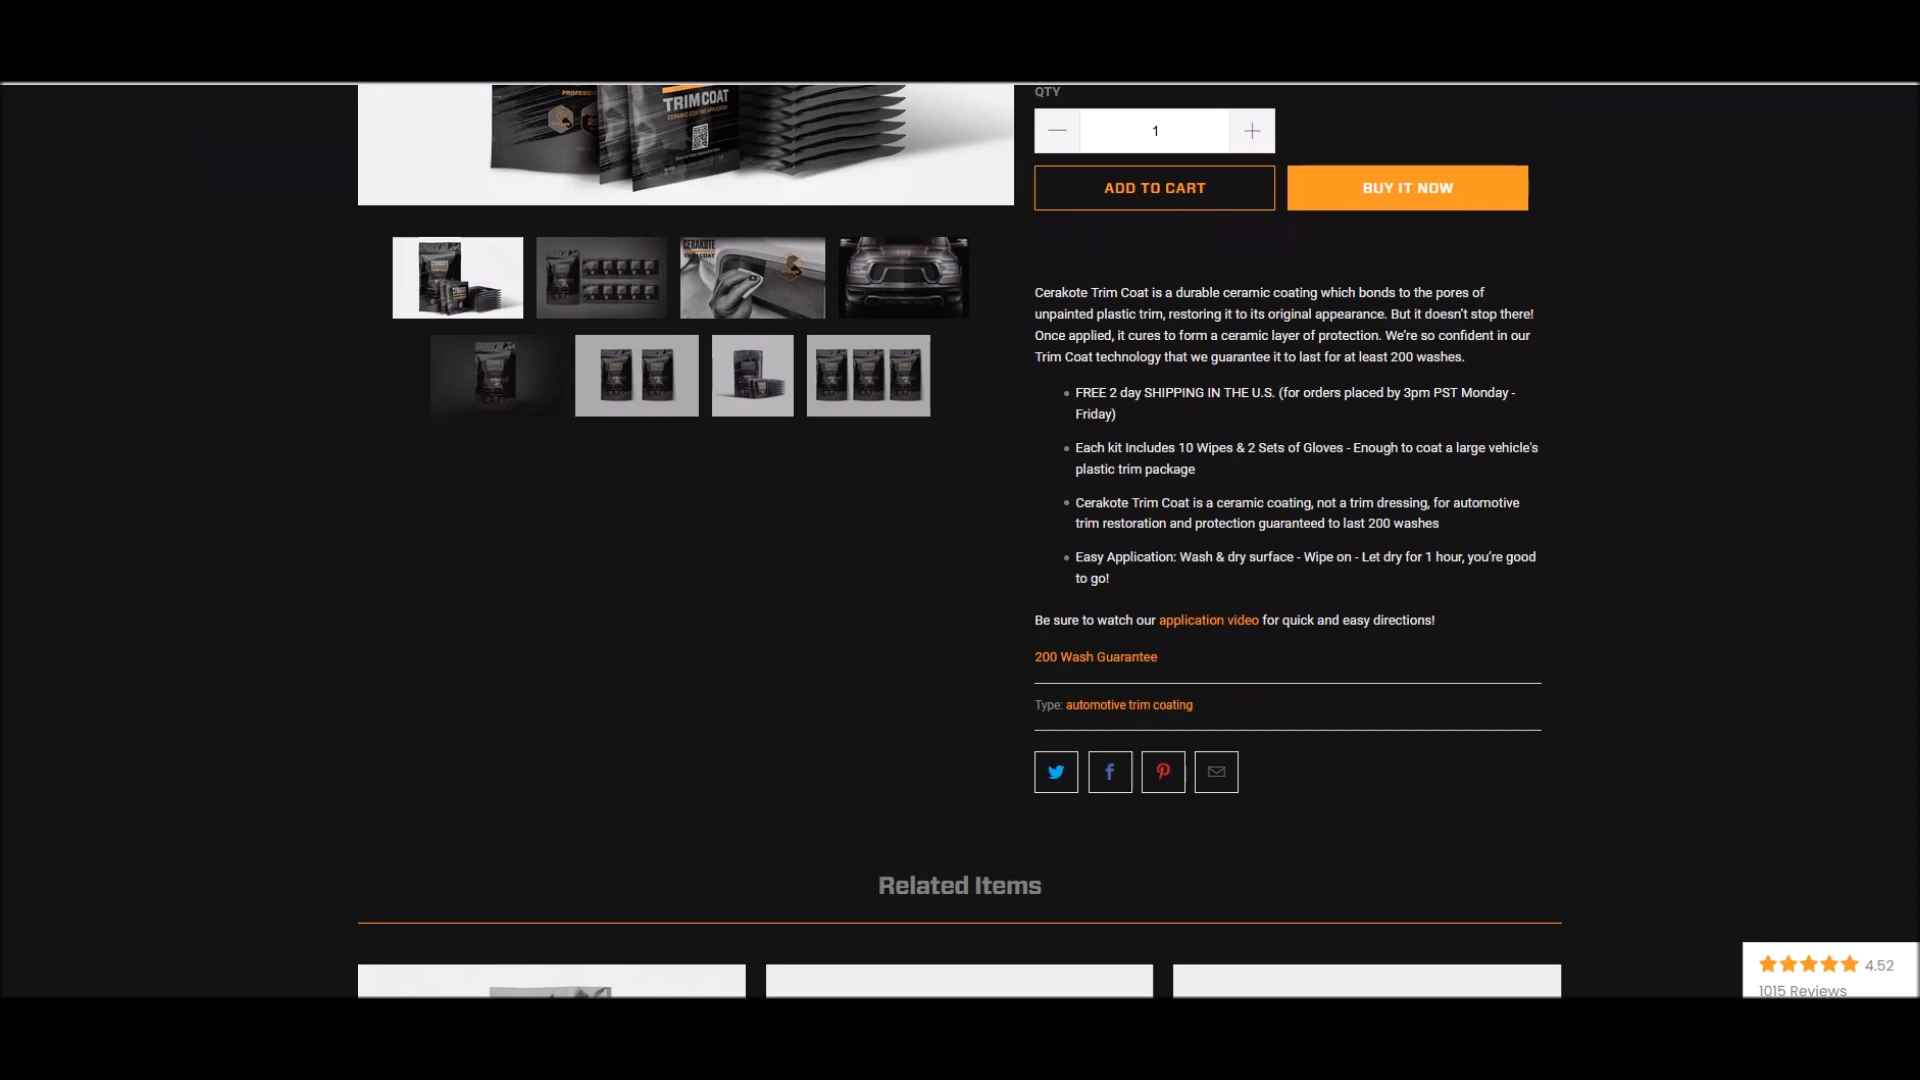 QTY
TRIM COAT
CERAMIC COATING APPLICATOR
1
ADD TO CART
BUY IT NOW
CERAKOTE
TRIM COAT
Cerakote Trim Coat is a durable ceramic coating which bonds to the pores of
unpainted plastic trim, restoring it to its original appearance. But it doesn’t stop there!
Once applied, it cures to form a ceramic layer of protection. We’re so confident in our
Trim Coat technology that we guarantee it to last for at least 200 washes.
FREE 2 day SHIPPING IN THE U.S. (for orders placed by 3pm PST Monday -
Friday)
Each kit Includes 10 Wipes & 2 Sets of Gloves - Enough to coat a large vehicle's
plastic trim package
Cerakote Trim Coat is a ceramic coating, not a trim dressing, for automotive
trim restoration and protection guaranteed to last 200 washes
Easy Application: Wash & dry surface - Wipe on - Let dry for 1 hour, you’re good
to go!
Be sure to watch our application video for quick and easy directions!
200 Wash Guarantee
Type: automotive trim coating
Related Items
4.52
1015 Reviews